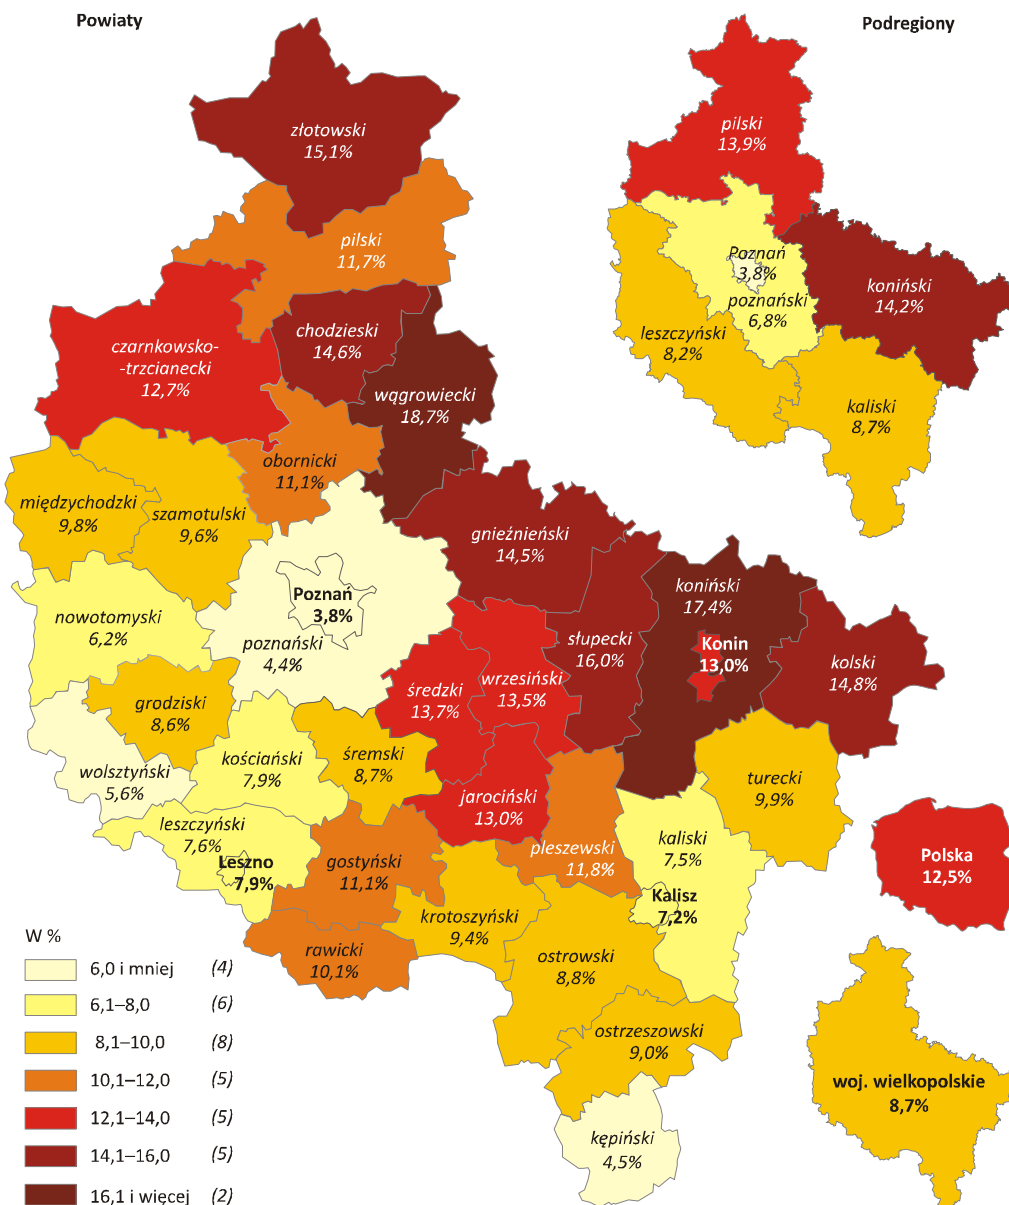 Powiaty
złotowski
15,1%
pilski
11,7%
chodzieski
14,6%
czarnkowsko-
-trzcianecki
12,7%
wągrowiecki
18,7%
obornicki
11,1%
międzychodzki
9,8%
szamotulski
9,6%
gnieźnieński
14,5%
nowotomyski
6,2%
Poznań
3,8%
poznański
4,4%
koniński
17,4%
Konin
13,0%
słupecki
16,0%
kolski
14,8%
wrzesiński
13,5%
średzki
13,7%
grodziski
8,6%
kościański
7,9%
śremski
8,7%
wolsztyński
5,6%
jarociński
13,0%
turecki
9,9%
leszczyński
7,6%
Leszno
7,9%
gostyński
11,1%
pleszewski
11,8%
kaliski
7,5%
Kalisz
7,2%
krotoszyński
9,4%
rawicki
10,1%
ostrowski
8,8%
ostrzeszowski
9,0%
kępiński
4,5%
Podregiony
pilski
13,9%
Poznań
3,8%
poznański
6,8%
koniński
14,2%
leszczyński
8,2%
kaliski
8,7%
Polska
12,5%
woj. wielkopolskie
8,7%
W %
6,0 i mniej (4)
6,1–8,0 (6)
8,1–10,0 (8)
10,1–12,0 (5)
12,1–14,0 (5)
14,1–16,0 (5)
16,1 i więcej (2)